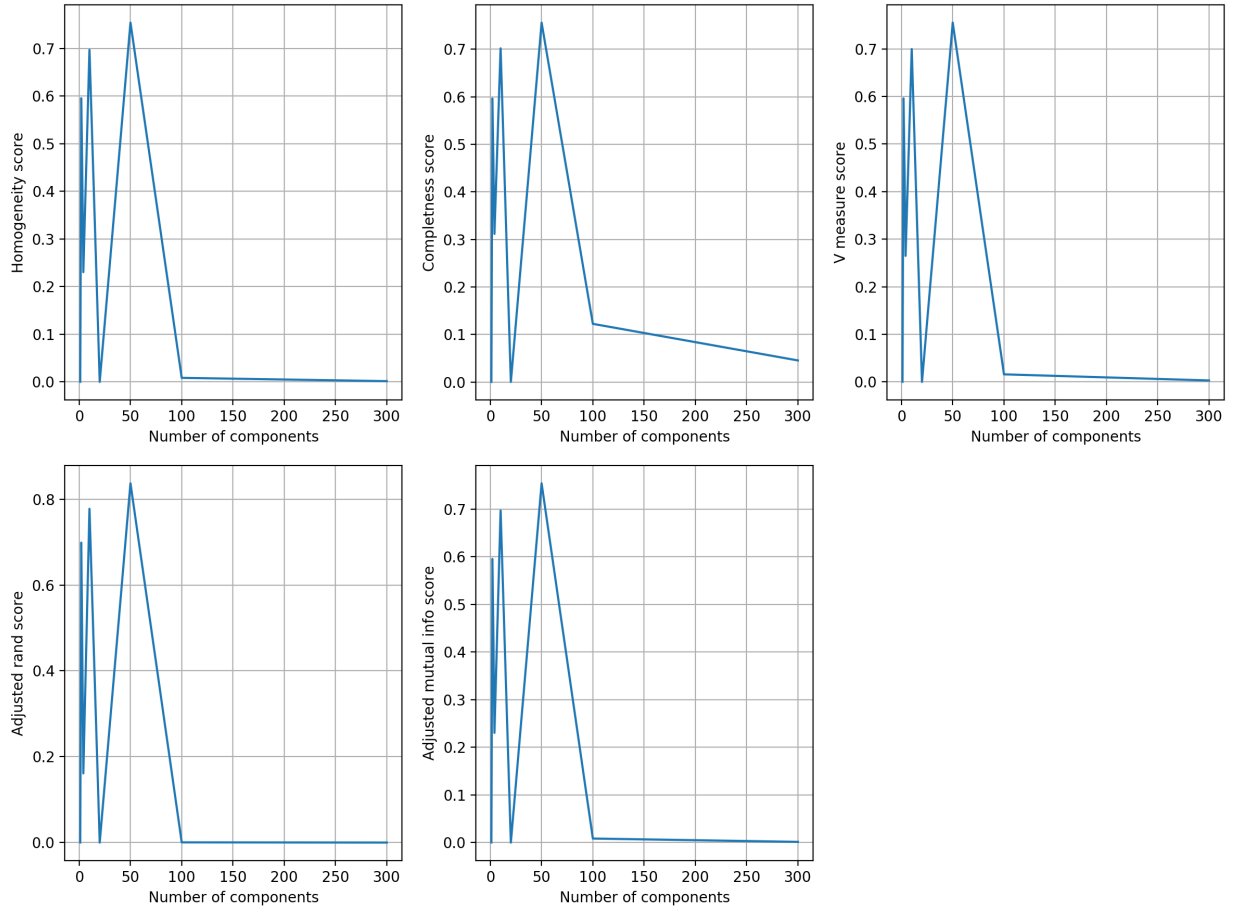 Homogeneity score
0.7
0.6
0.5
0.4
0.3
0.2
0.1
0.0
0 50 100 150 200 250 300
Number of components
Completness score
0.7
0.6
0.5
0.4
0.3
0.2
0.1
0.0
0 50 100 150 200 250 300
Number of components
V measure score
0.7
0.6
0.5
0.4
0.3
0.2
0.1
0.0
0 50 100 150 200 250 300
Number of components
Adjusted rand score
0.8
0.6
0.4
0.2
0.0
0 50 100 150 200 250 300
Number of components
Adjusted mutual info score
0.7
0.6
0.5
0.4
0.3
0.2
0.1
0.0
0 50 100 150 200 250 300
Number of components